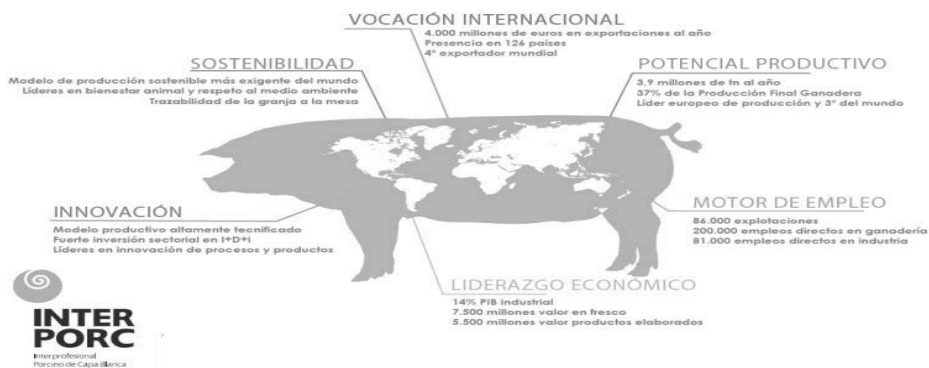 VOCACIÓN INTERNACIONAL
4.000 millones de euros en exportaciones al año
Presencia en 126 países
4º exportador mundial
SOSTENIBILIDAD
Modelo de producción sostenible más exigente del mundo
Líderes en bienestar animal y respeto al medio ambiente
Trazabilidad de la granja a la mesa
POTENCIAL PRODUCTIVO
3,9 millones de tn al año
37% de la Producción Final Ganadera
Líder europeo de producción y 3º del mundo
INNOVACIÓN
Modelo productivo altamente tecnificado
Fuerte inversión sectorial en I+D+i
Líderes en innovación de procesos y productos
MOTOR DE EMPLEO
86.000 explotaciones
200.000 empleos directos en ganadería
81.000 empleos directos en industria
LIDERAZGO ECONÓMICO
14% PIB industrial
7.500 millones valor en fresco
5.500 millones valor productos elaborados
INTER
PORC
Interprofesional
Porcino de Capa Blanca